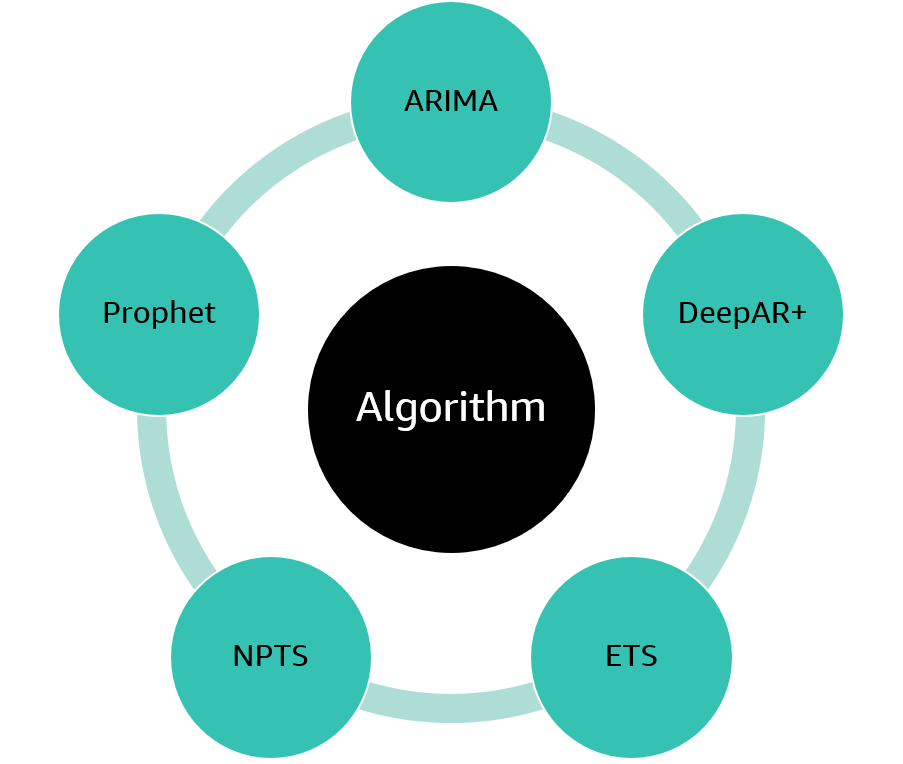 ARIMA
Prophet
DeepAR+
Algorithm
NPTS
ETS